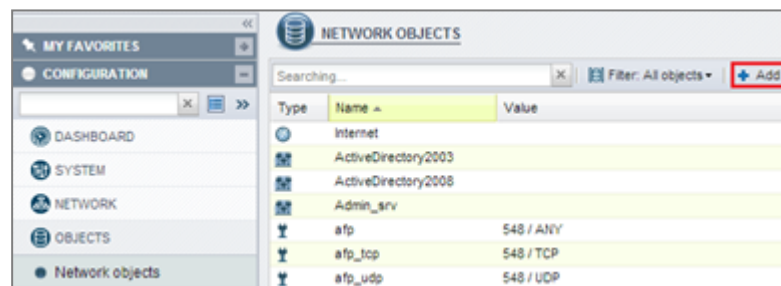 MY FAVORITES
CONFIGURATION
DASHBOARD
SYSTEM
NETWORK
OBJECTS
Network objects
NETWORK OBJECTS
Searching...
Filter: All objects
Add
Type Name Value
Internet
ActiveDirectory2003
ActiveDirectory2008
Admin_srv
afp 548 / ANY
afp_tcp 548 / TCP
afp_udp 548 / UDP